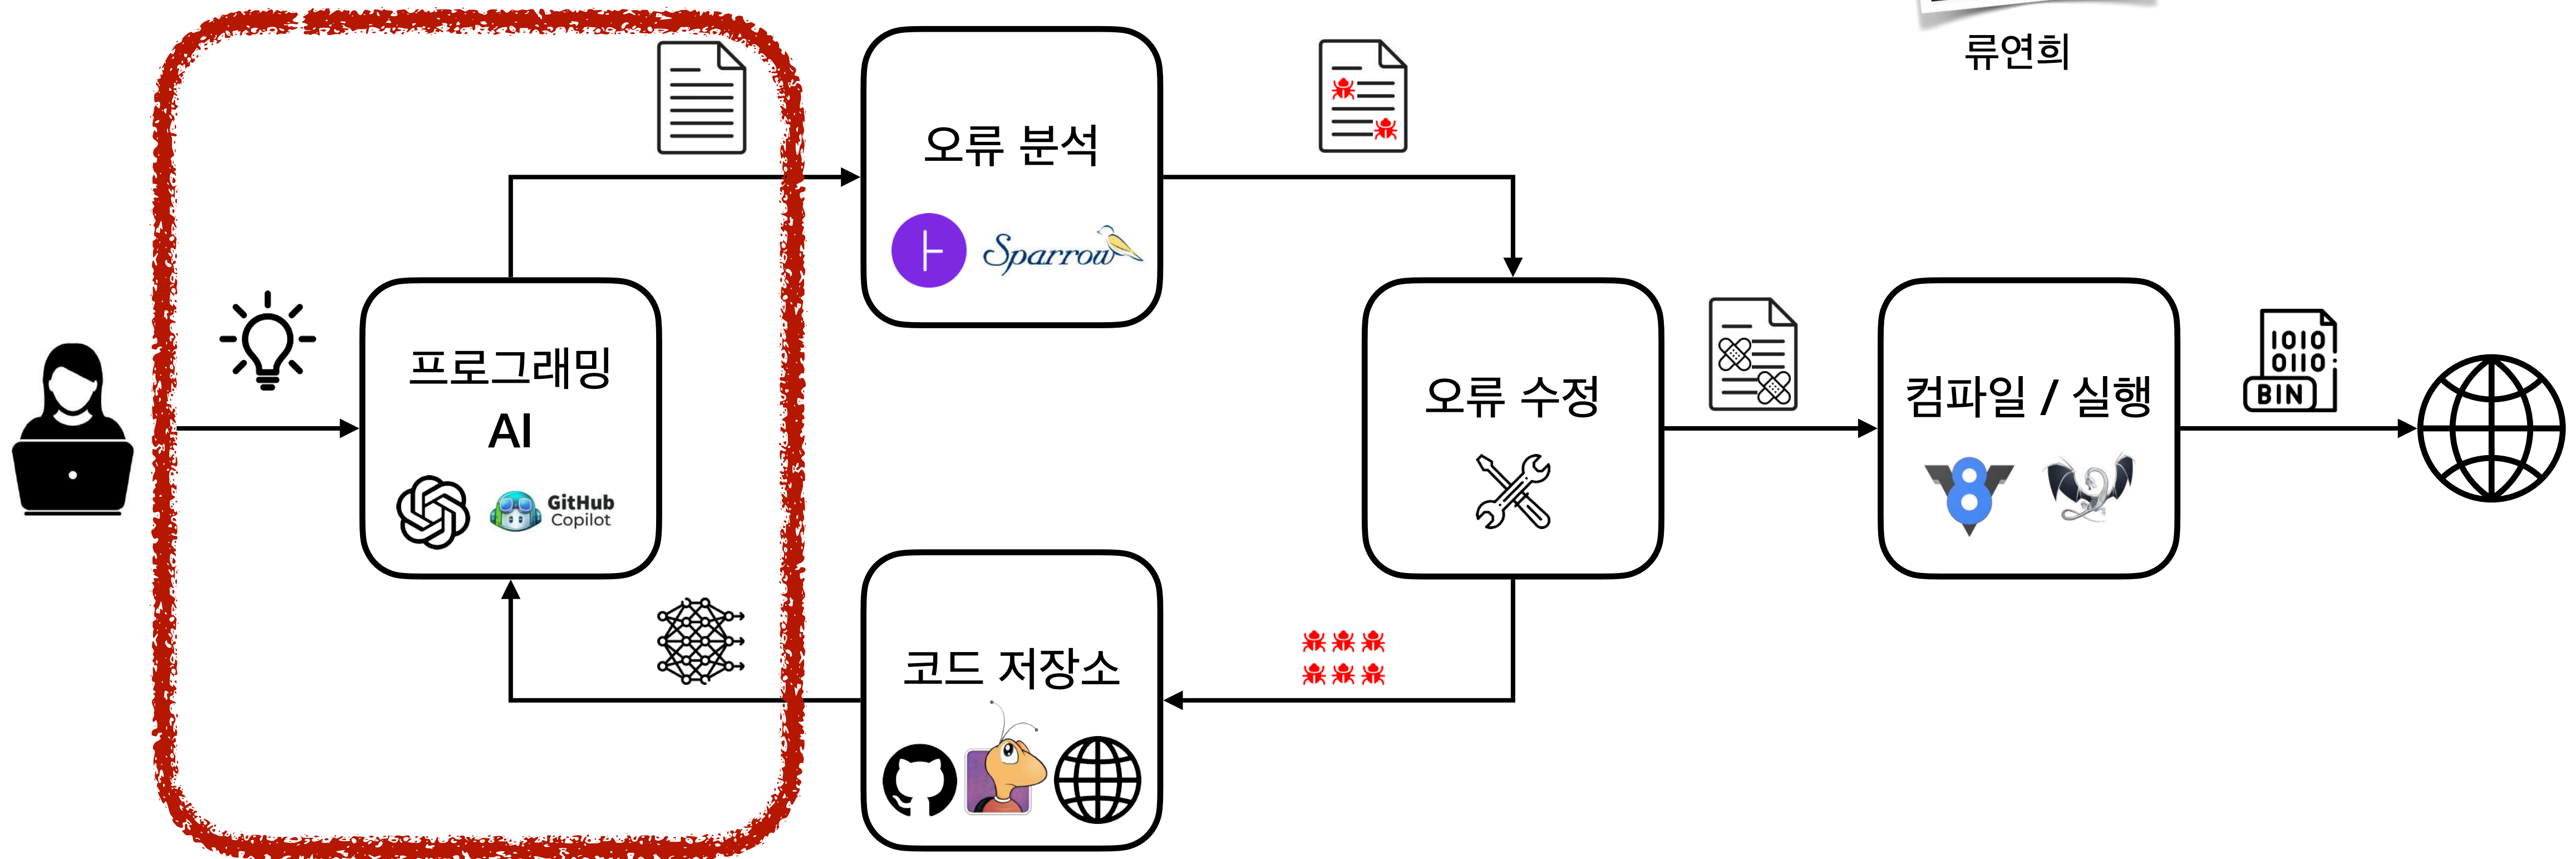 류연희
오류 분석
Sparrow
프로그래밍
AI
GitHub
Copilot
오류 수정
컴파일 / 실행
V8
1010
0110
BIN
코드 저장소